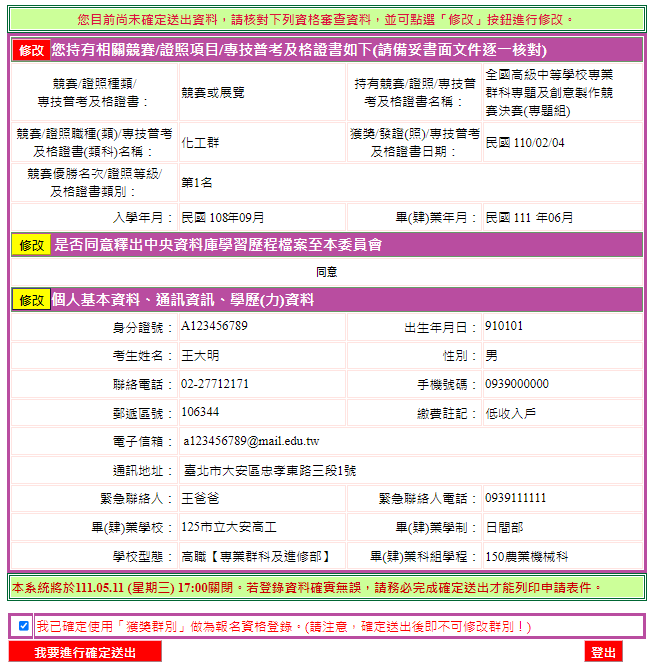 您目前尚未確定送出資料，請核對下列資格審查資料，並可點選「修改」按鈕進行修改。
修改 您持有相關競賽/證照項目/專技普考及格證書如下(請備妥書面文件逐一核對)
競賽/證照種類/
專技普考及格證書：
競賽或展覽
持有競賽/證照/專技普
考及格證書名稱：
全國高級中等學校專業
群科專題及創意製作競
賽決賽(專題組)
競賽/證照職種(類)/專技普考
及格證書(類科)名稱：
化工群
獲獎/發證(照)/專技普考
及格證書日期：
民國 110/02/04
競賽優勝名次/證照等級/
及格證書類別：
第1名
入學年月： 民國 108年09月 畢(肄)業年月： 民國 111 年06月
修改 是否同意釋出中央資料庫學習歷程檔案至本委員會
同意
修改 個人基本資料、通訊資訊、學歷(力)資料
身分證號： A123456789 出生年月日： 910101
考生姓名： 王大明 性別： 男
聯絡電話： 02-27712171 手機號碼： 0939000000
郵遞區號： 106344 繳費註記： 低收入戶
電子信箱： a123456789@mail.edu.tw
通訊地址： 臺北市大安區忠孝東路三段1號
緊急聯絡人： 王爸爸 緊急聯絡人電話： 0939111111
畢(肄)業學校： 125市立大安高工 畢(肄)業學制： 日間部
學校型態： 高職【專業群科及進修部】 畢(肄)業科組學程： 150農業機械科
本系統將於111.05.11 (星期三) 17:00關閉。若登錄資料確實無誤，請務必完成確定送出才能列印申請表件。
我已確定使用「獲獎群別」做為報名資格登錄。(請注意，確定送出後即不可修改群別！)
我要進行確定送出 登出